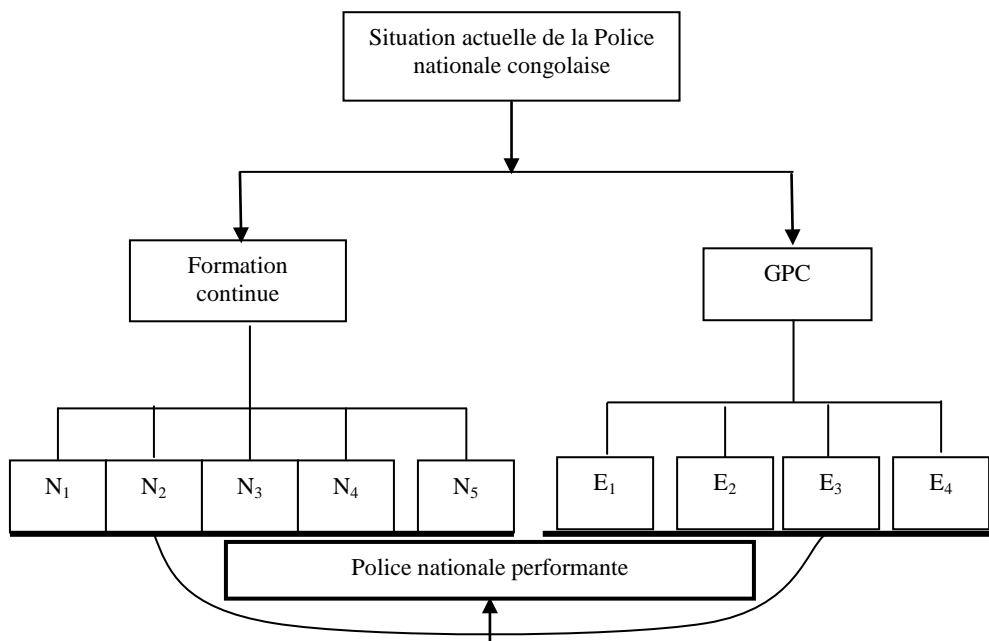 Situation actuelle de la Police
nationale congolaise
Formation
continue
GPC
N₁
N₂
N₃
N₄
N₅
E₁
E₂
E₃
E₄
Police nationale performante